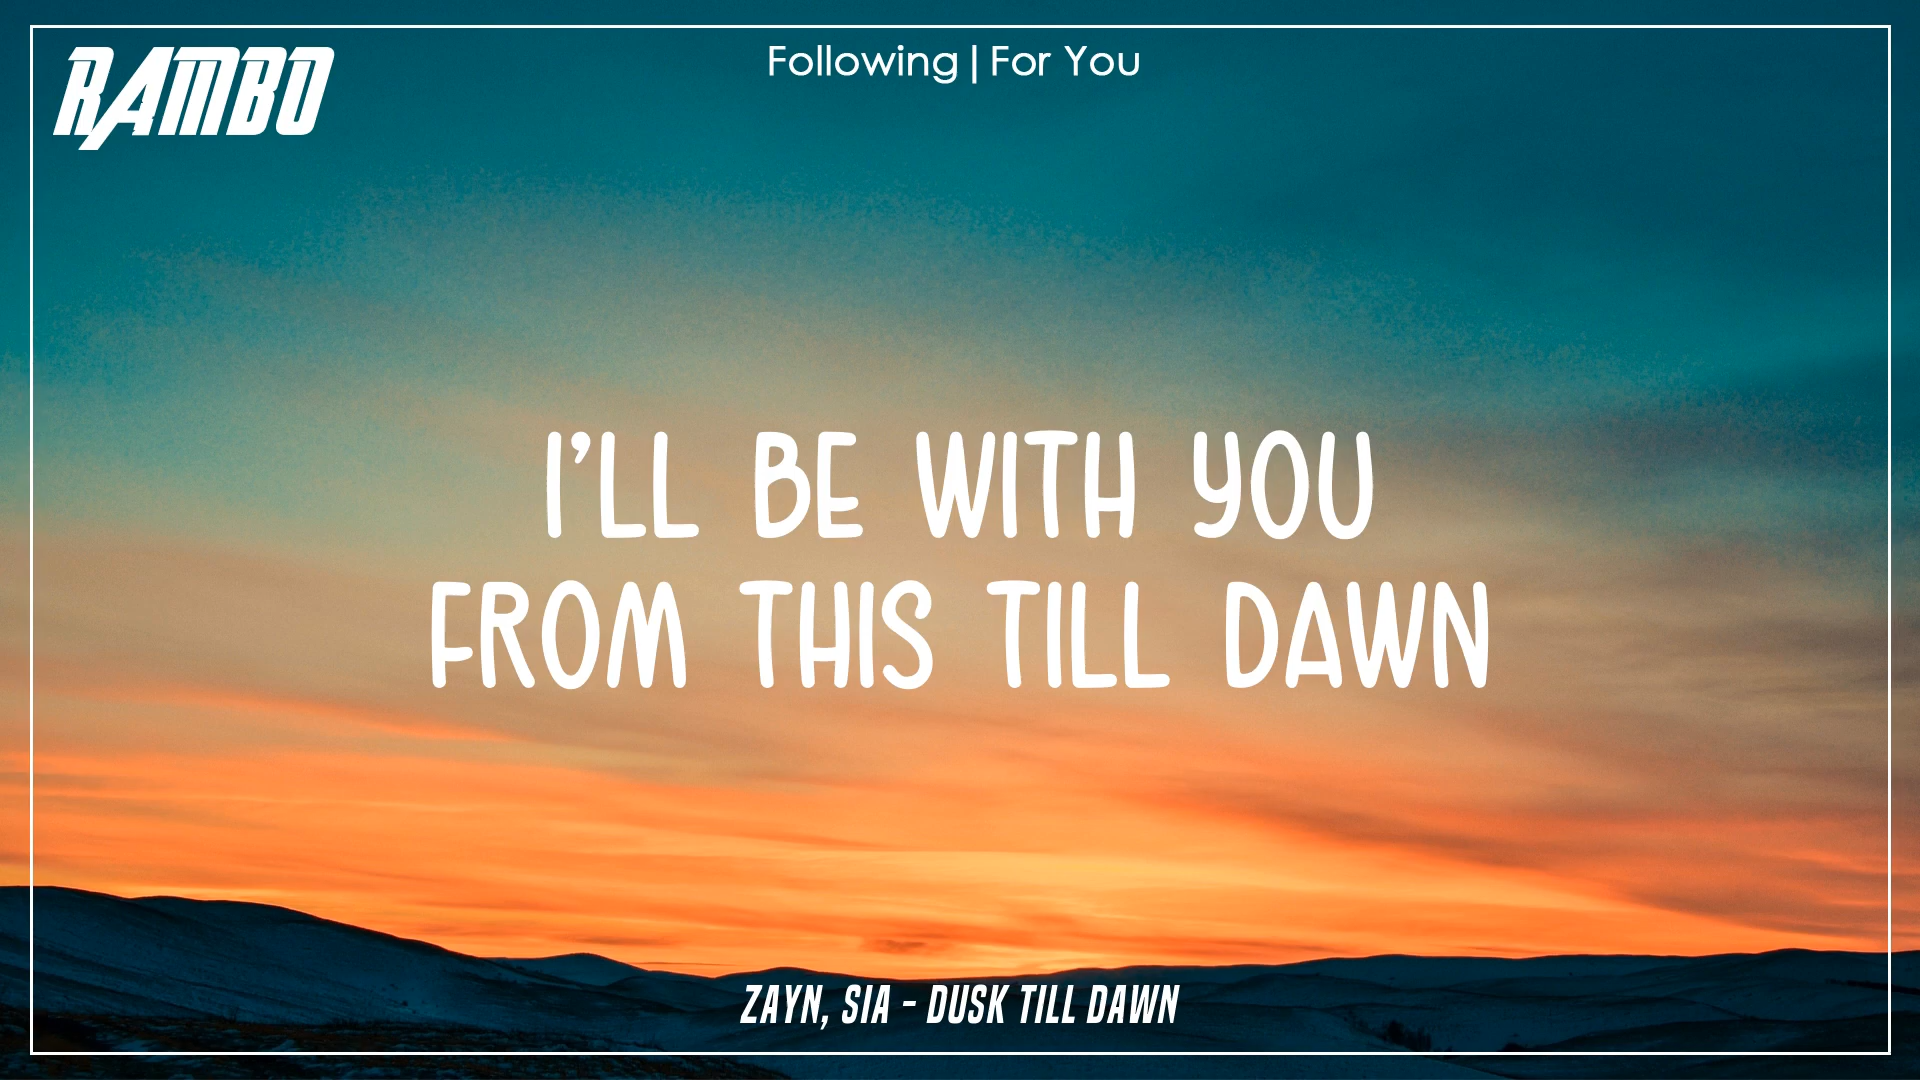 RAMBO
Following | For You
I'LL BE WITH YOU
FROM THIS TILL DAWN
ZAYN, SIA - DUSK TILL DAWN